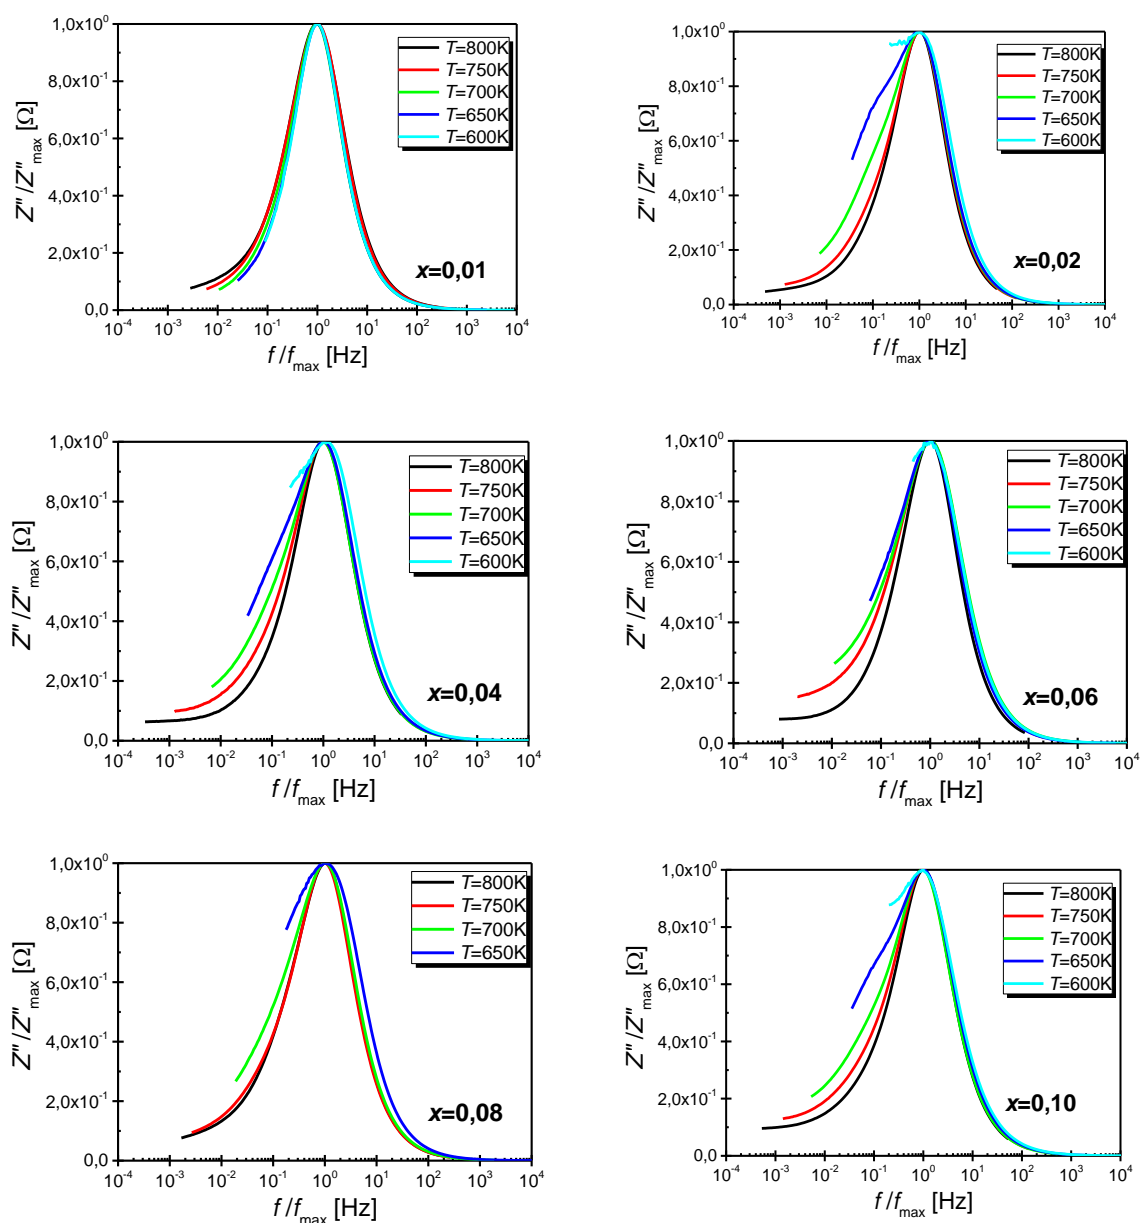 1,0x10⁰
8,0x10⁻¹
6,0x10⁻¹
4,0x10⁻¹
2,0x10⁻¹
0,0
Z''/Z''max [Ω]
T=800K
T=750K
T=700K
T=650K
T=600K
x=0,01
10⁻⁴ 10⁻³ 10⁻² 10⁻¹ 10⁰ 10¹ 10² 10³ 10⁴
f/fmax [Hz]
1,0x10⁰
8,0x10⁻¹
6,0x10⁻¹
4,0x10⁻¹
2,0x10⁻¹
0,0
Z''/Z''max [Ω]
T=800K
T=750K
T=700K
T=650K
T=600K
x=0,02
10⁻⁴ 10⁻³ 10⁻² 10⁻¹ 10⁰ 10¹ 10² 10³ 10⁴
f/fmax [Hz]
1,0x10⁰
8,0x10⁻¹
6,0x10⁻¹
4,0x10⁻¹
2,0x10⁻¹
0,0
Z''/Z''max [Ω]
T=800K
T=750K
T=700K
T=650K
T=600K
x=0,04
10⁻⁴ 10⁻³ 10⁻² 10⁻¹ 10⁰ 10¹ 10² 10³ 10⁴
f/fmax [Hz]
1,0x10⁰
8,0x10⁻¹
6,0x10⁻¹
4,0x10⁻¹
2,0x10⁻¹
0,0
Z''/Z''max [Ω]
T=800K
T=750K
T=700K
T=650K
T=600K
x=0,06
10⁻⁴ 10⁻³ 10⁻² 10⁻¹ 10⁰ 10¹ 10² 10³ 10⁴
f/fmax [Hz]
1,0x10⁰
8,0x10⁻¹
6,0x10⁻¹
4,0x10⁻¹
2,0x10⁻¹
0,0
Z''/Z''max [Ω]
T=800K
T=750K
T=700K
T=650K
x=0,08
10⁻⁴ 10⁻³ 10⁻² 10⁻¹ 10⁰ 10¹ 10² 10³ 10⁴
f/fmax [Hz]
1,0x10⁰
8,0x10⁻¹
6,0x10⁻¹
4,0x10⁻¹
2,0x10⁻¹
0,0
Z''/Z''max [Ω]
T=800K
T=750K
T=700K
T=650K
T=600K
x=0,10
10⁻⁴ 10⁻³ 10⁻² 10⁻¹ 10⁰ 10¹ 10² 10³ 10⁴
f/fmax [Hz]